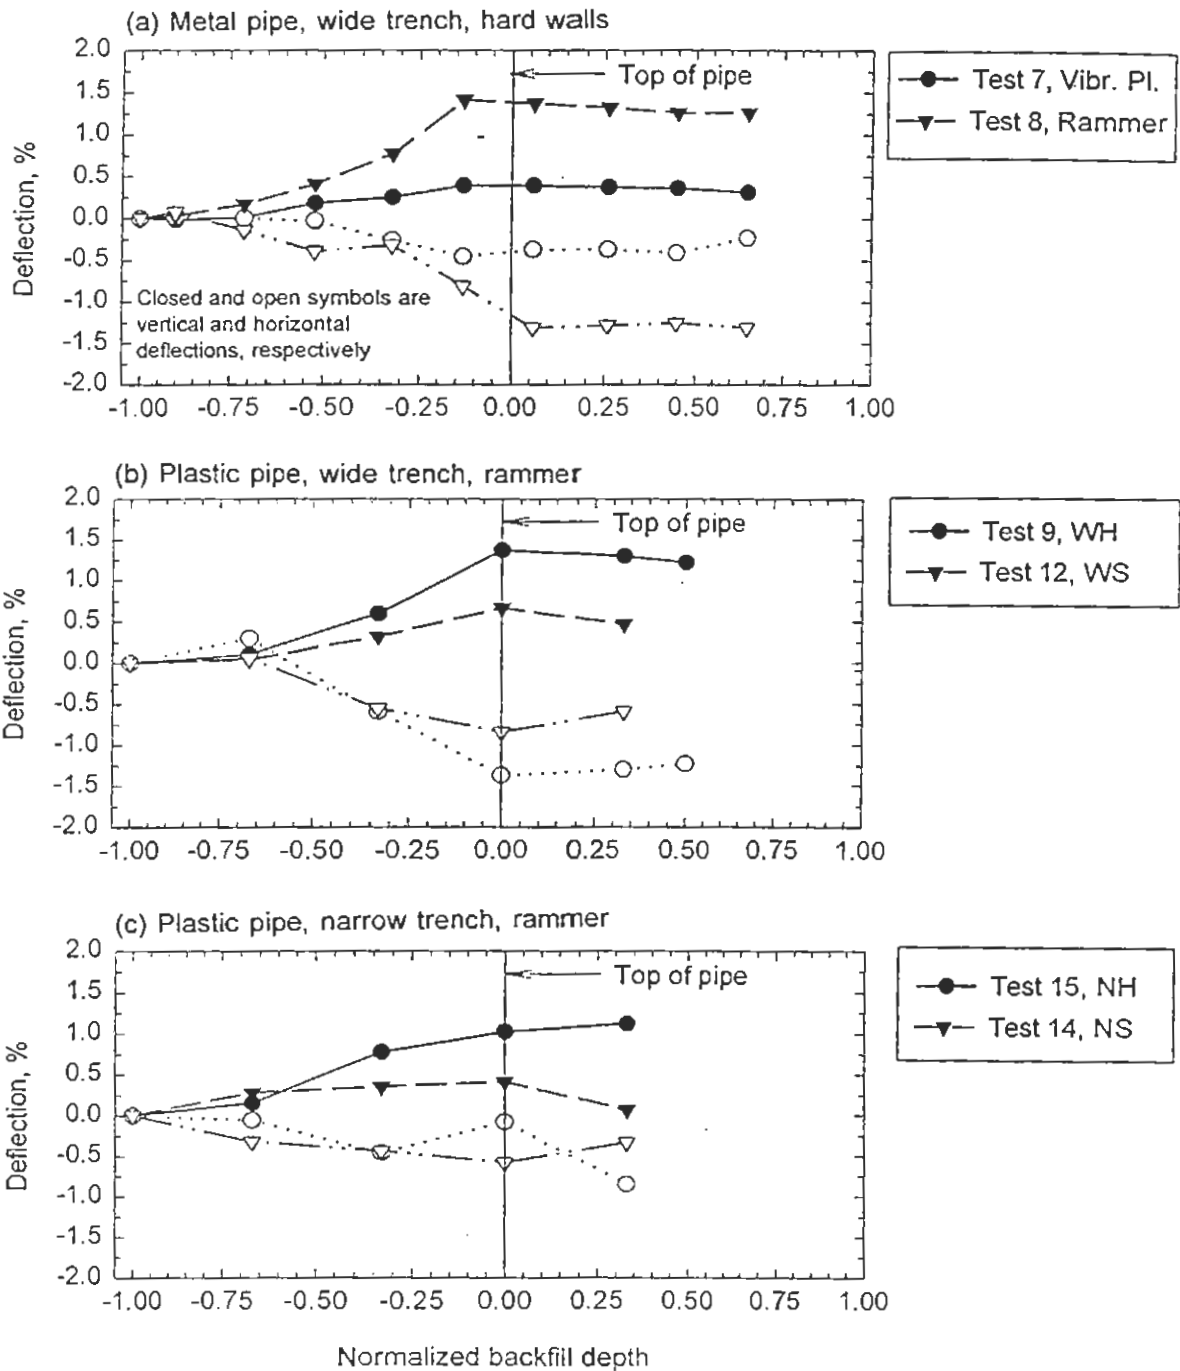 (a) Metal pipe, wide trench, hard walls
2.0
1.5
1.0
0.5
0.0
-0.5
-1.0
-1.5
-2.0
Deflection, %
Top of pipe
Closed and open symbols are
vertical and horizontal
deflections, respectively
-1.00 -0.75 -0.50 -0.25 0.00 0.25 0.50 0.75 1.00
Test 7, Vibr. Pl.
Test 8, Rammer
(b) Plastic pipe, wide trench, rammer
2.0
1.5
1.0
0.5
0.0
-0.5
-1.0
-1.5
-2.0
Deflection, %
Top of pipe
-1.00 -0.75 -0.50 -0.25 0.00 0.25 0.50 0.75 1.00
Test 9, WH
Test 12, WS
(c) Plastic pipe, narrow trench, rammer
2.0
1.5
1.0
0.5
0.0
-0.5
-1.0
-1.5
-2.0
Deflection, %
Top of pipe
-1.00 -0.75 -0.50 -0.25 0.00 0.25 0.50 0.75 1.00
Test 15, NH
Test 14, NS
Normalized backfill depth